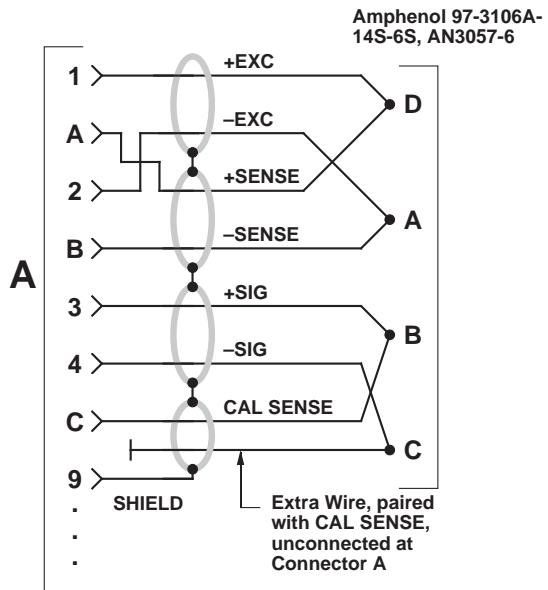 Amphenol 97-3106A-
14S-6S, AN3057-6
1 +EXC D
A –EXC
2 +SENSE A
B –SENSE
A
3 +SIG B
4 –SIG
C CAL SENSE C
9 SHIELD
.
.
.
Extra Wire, paired
with CAL SENSE,
unconnected at
Connector A